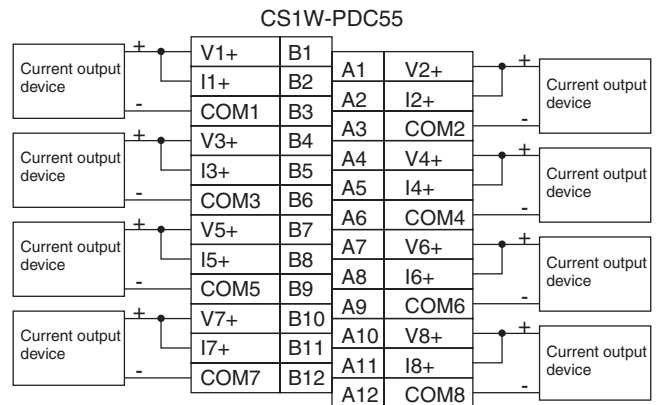 CS1W-PDC55
+ V1+ B1
Current output
device
I1+ B2
- COM1 B3
+ V3+ B4
Current output
device
I3+ B5
- COM3 B6
+ V5+ B7
Current output
device
I5+ B8
- COM5 B9
+ V7+ B10
Current output
device
I7+ B11
- COM7 B12
A1 V2+ +
Current output
device
A2 I2+
A3 COM2 -
A4 V4+ +
Current output
device
A5 I4+
A6 COM4 -
A7 V6+ +
Current output
device
A8 I6+
A9 COM6 -
A10 V8+ +
Current output
device
A11 I8+
A12 COM8 -